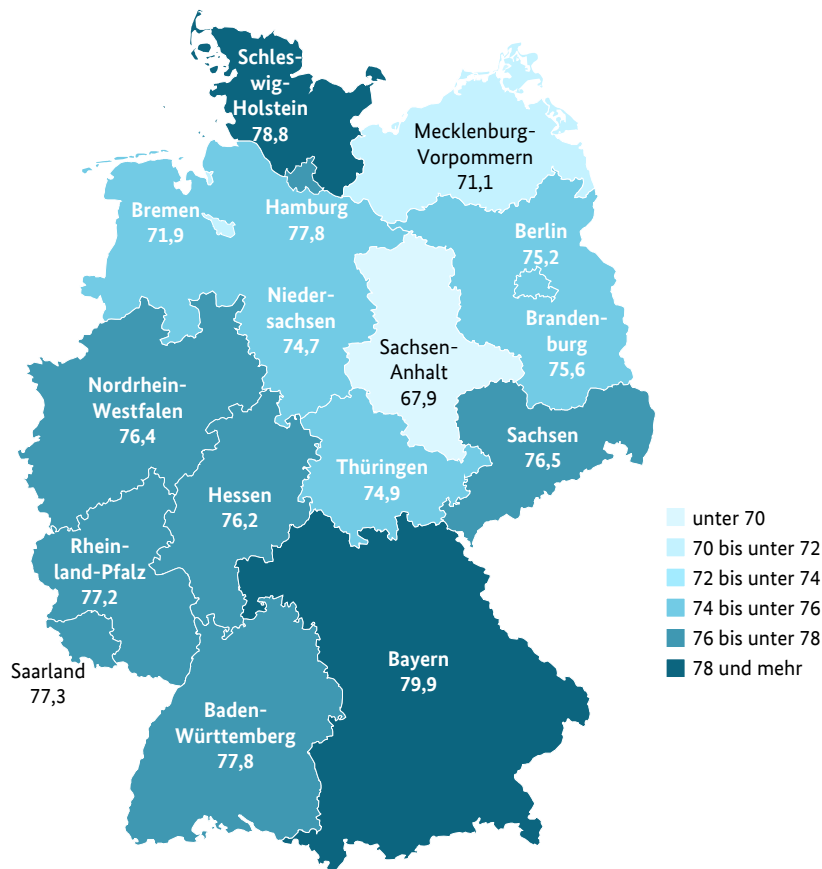 Schles-
wig-
Holstein
78,8
Mecklenburg-
Vorpommern
71,1
Bremen
71,9
Hamburg
77,8
Berlin
75,2
Nieder-
sachsen
74,7
Branden-
burg
75,6
Sachsen-
Anhalt
67,9
Nordrhein-
Westfalen
76,4
Sachsen
76,5
Thüringen
74,9
Hessen
76,2
Rhein-
land-Pfalz
77,2
Saarland
77,3
Bayern
79,9
Baden-
Württemberg
77,8
unter 70
70 bis unter 72
72 bis unter 74
74 bis unter 76
76 bis unter 78
78 und mehr